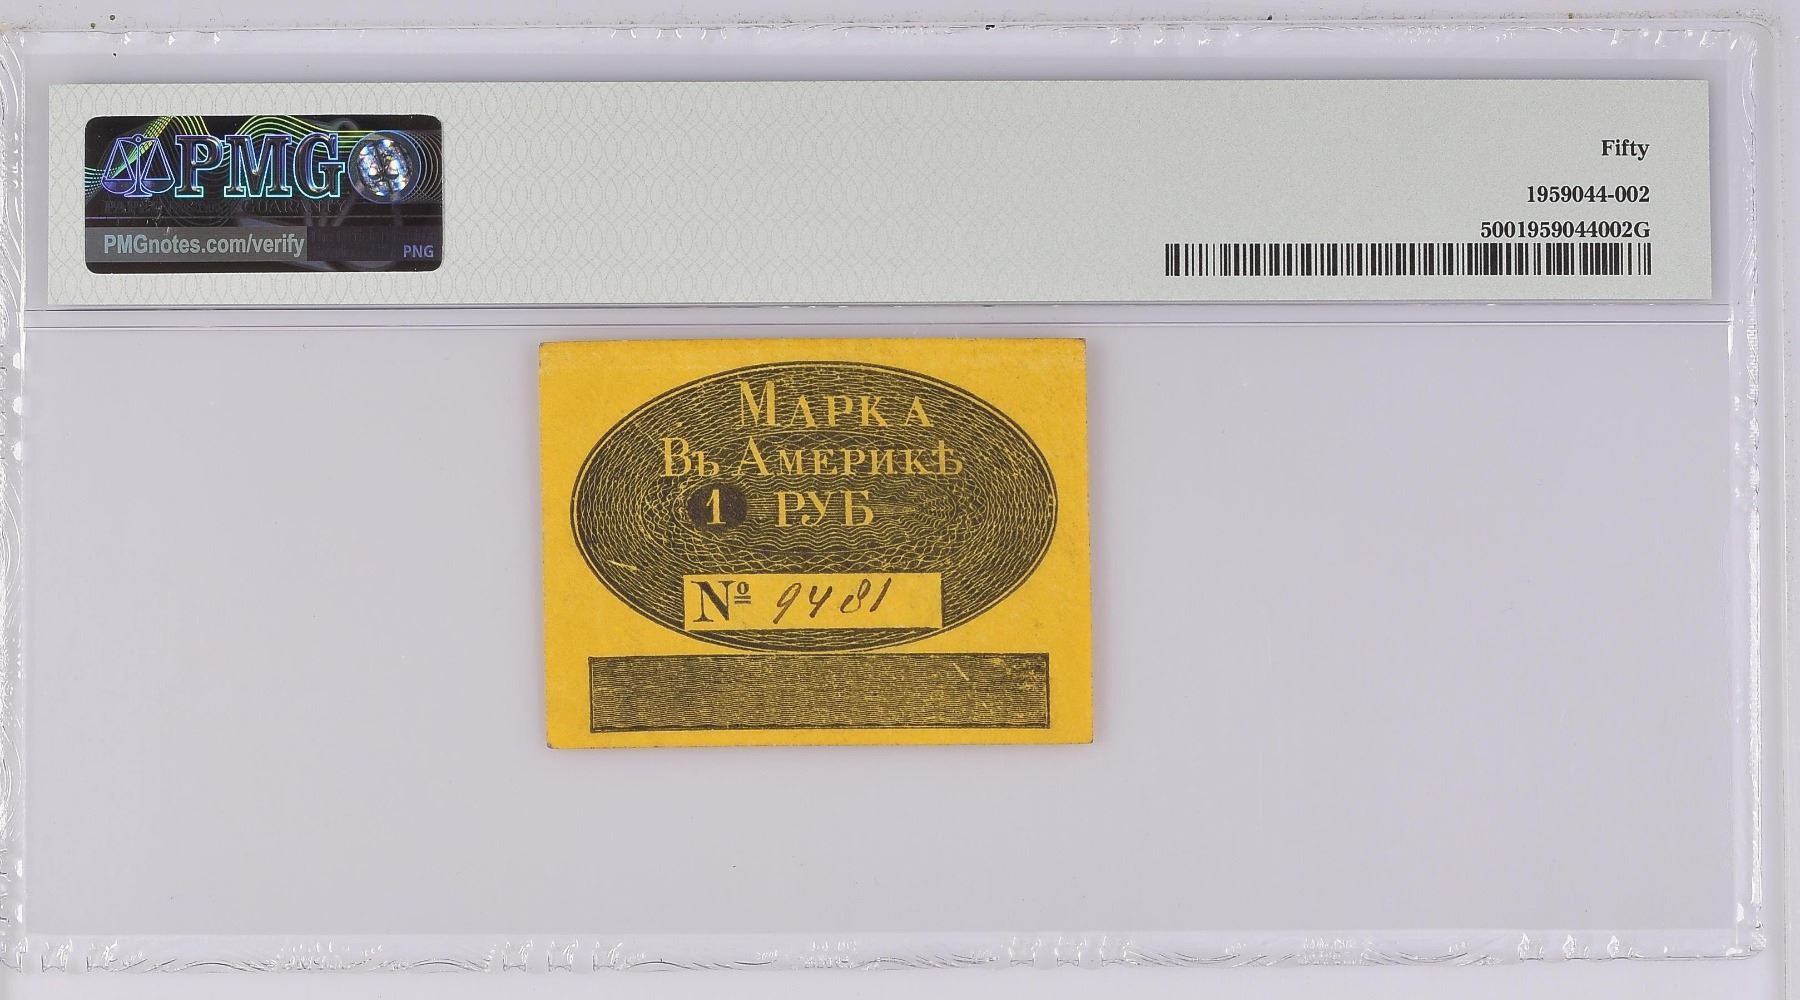 PMG
PMGnotes.com/verify
PNG
Fifty
1959044-002
5001959044002G
Марка
Въ Америкѣ
1 РУБ
№ 9481